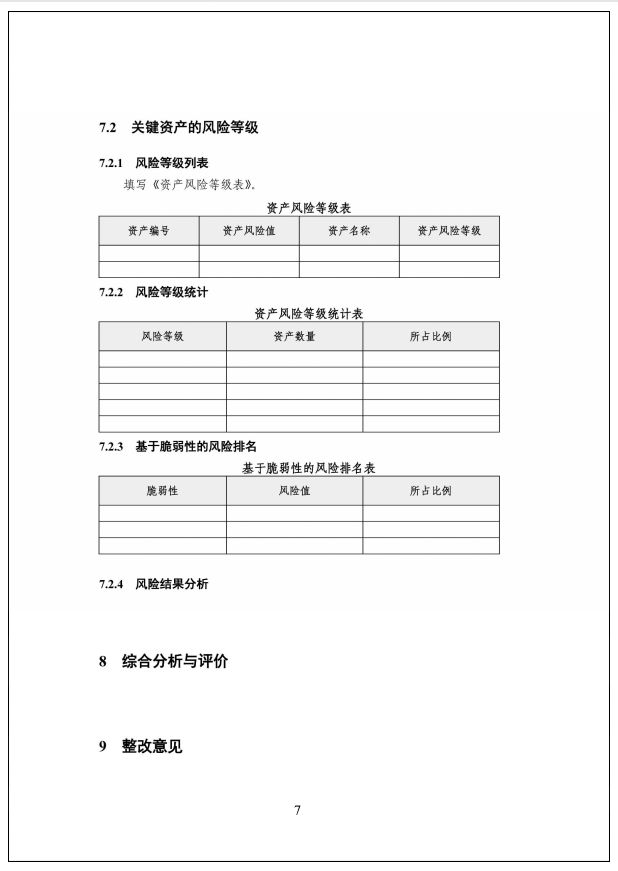 7.2 关键资产的风险等级
7.2.1 风险等级列表
填写《资产风险等级表》。
资产风险等级表
资产编号 资产风险值 资产名称 资产风险等级
7.2.2 风险等级统计
资产风险等级统计表
风险等级 资产数量 所占比例
7.2.3 基于脆弱性的风险排名
基于脆弱性的风险排名表
脆弱性 风险值 所占比例
7.2.4 风险结果分析
8 综合分析与评价
9 整改意见
7